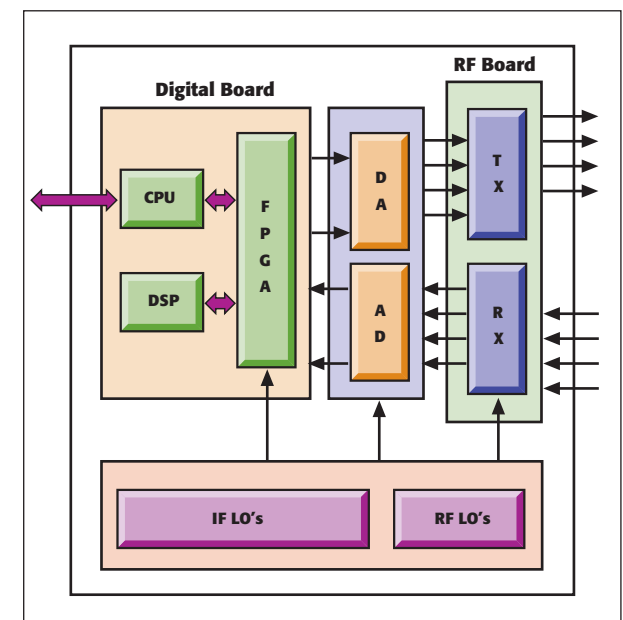 RF Board
Digital Board
CPU
DSP
F
P
G
A
D
A
A
D
T
X
R
X
IF LO's
RF LO's